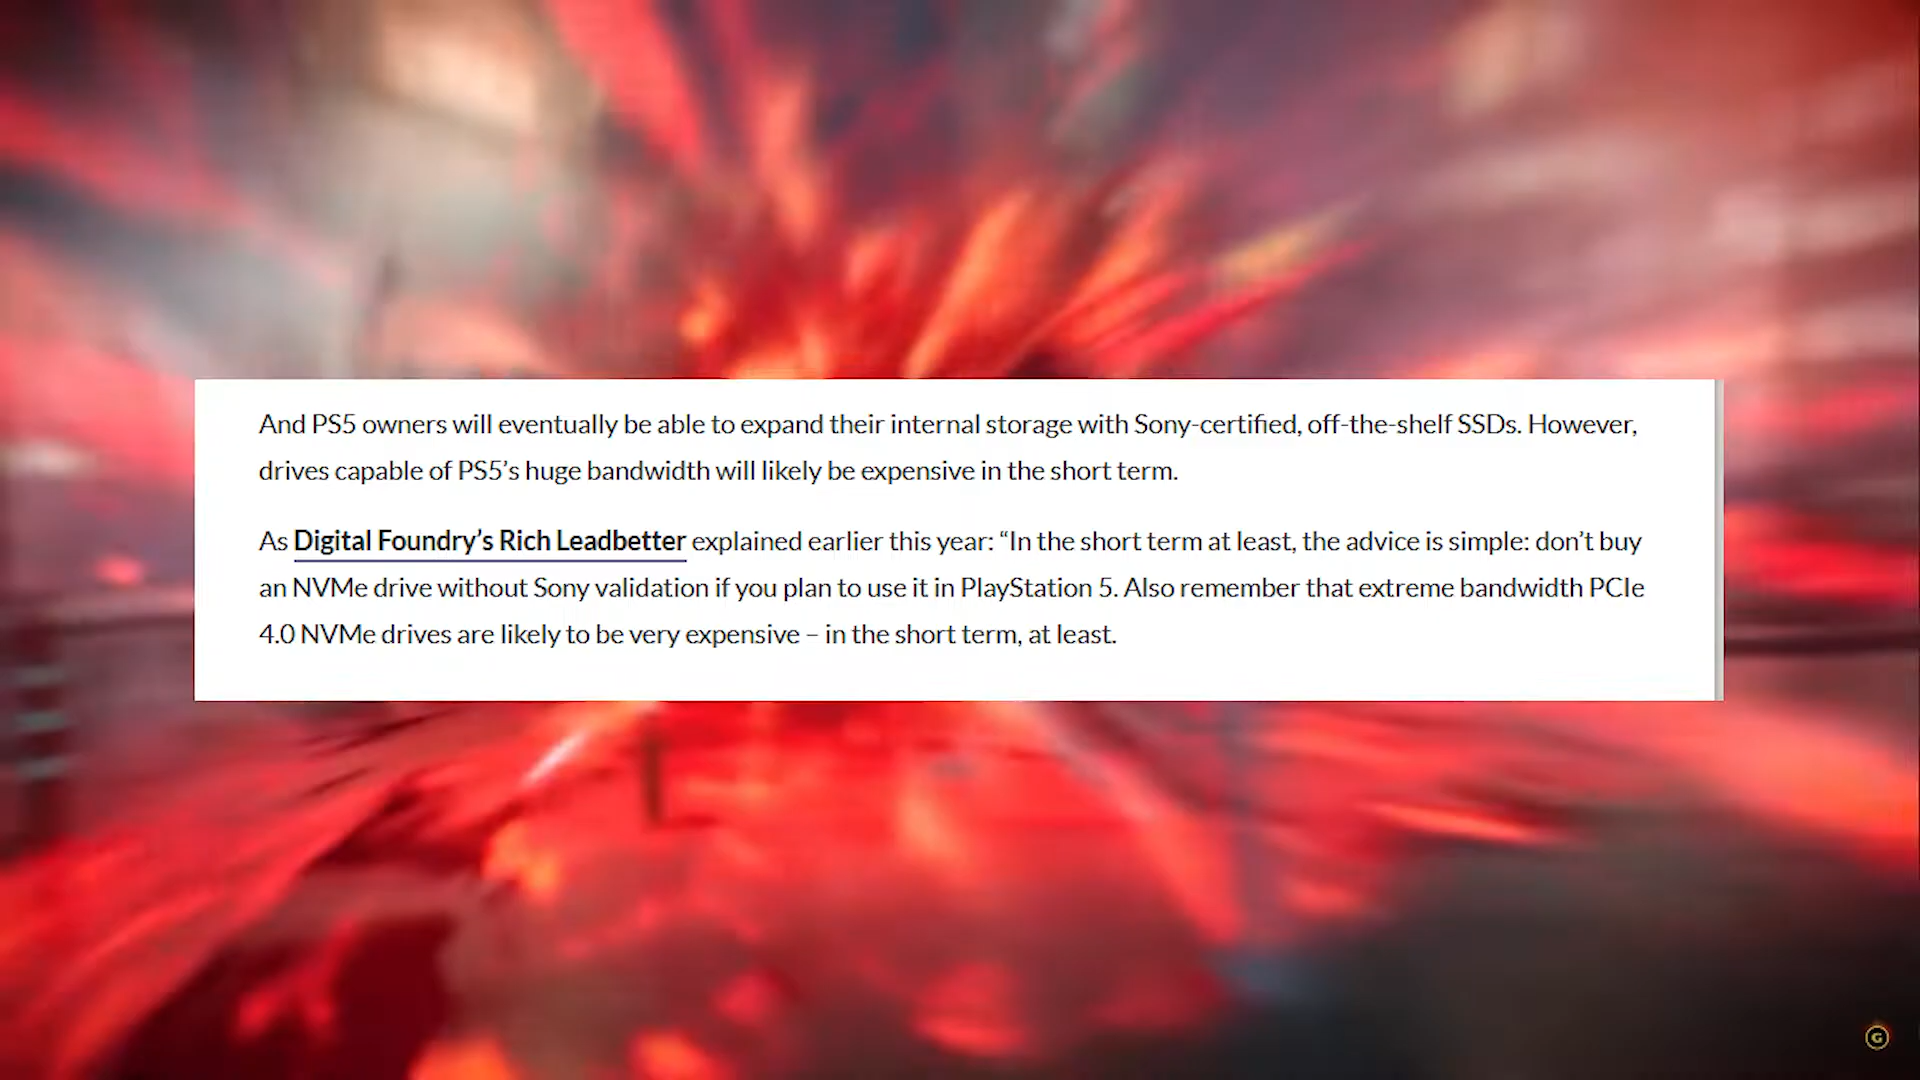 And PS5 owners will eventually be able to expand their internal storage with Sony-certified, off-the-shelf SSDs. However,
drives capable of PS5’s huge bandwidth will likely be expensive in the short term.
As Digital Foundry’s Rich Leadbetter explained earlier this year: “In the short term at least, the advice is simple: don’t buy
an NVMe drive without Sony validation if you plan to use it in PlayStation 5. Also remember that extreme bandwidth PCIe
4.0 NVMe drives are likely to be very expensive – in the short term, at least.
G